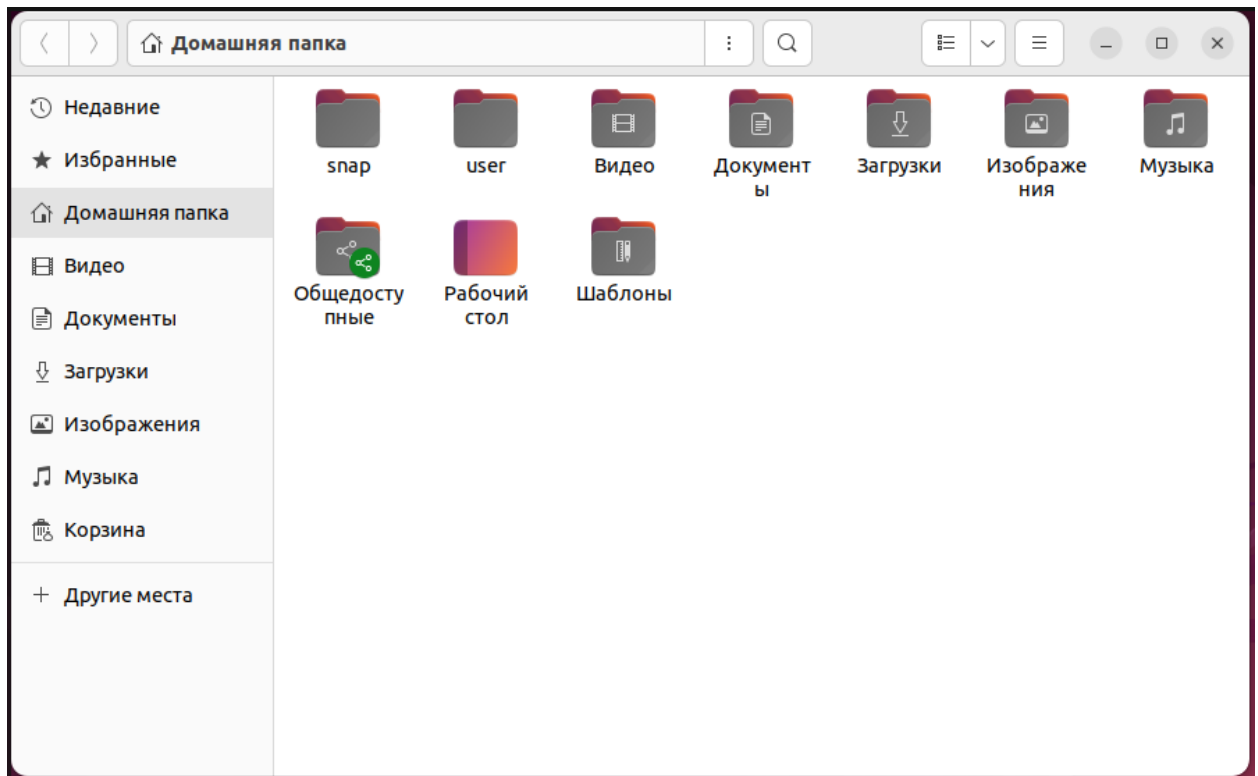 Домашняя папка
Недавние
Избранные
Домашняя папка
Видео
Документы
Загрузки
Изображения
Музыка
Корзина
Другие места
snap
user
Видео
Документ
ы
Загрузки
Изображе
ния
Музыка
Общедосту
пные
Рабочий
стол
Шаблоны